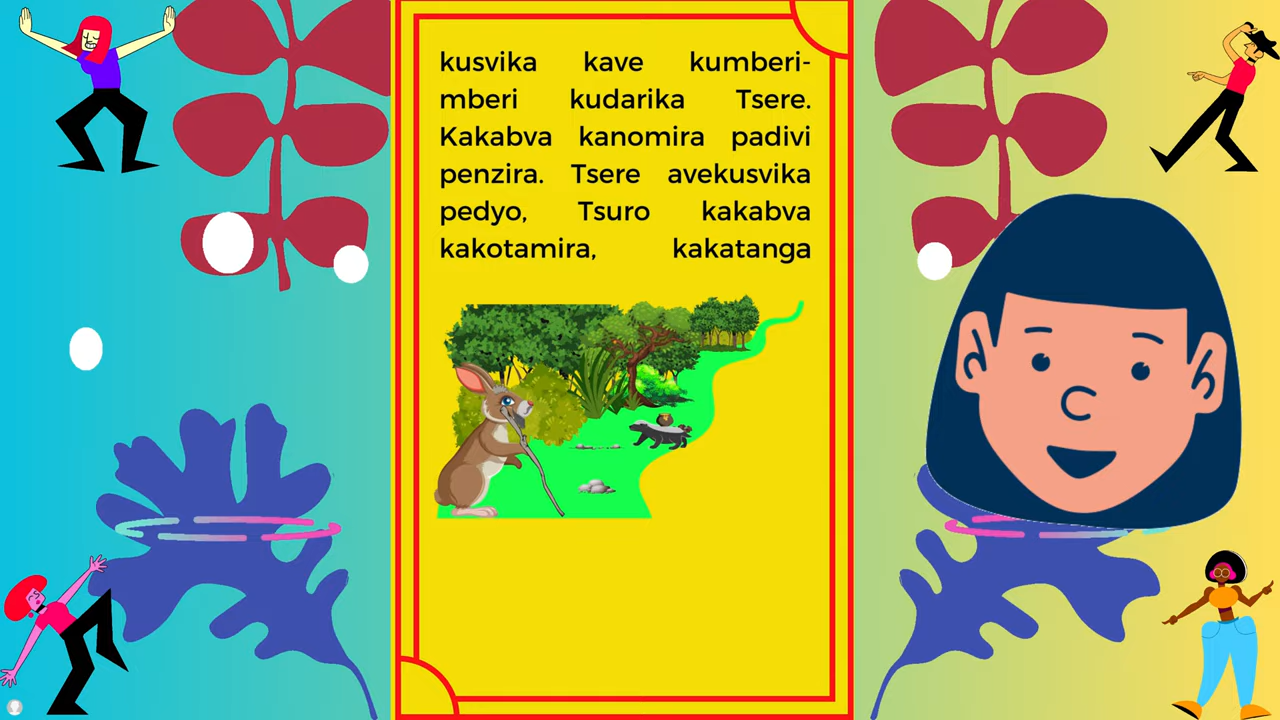 kusvika kave kumberi-
mberi kudarika Tsere.
Kakabva kanomira padivi
penzira. Tsere avekusvika
pedyo, Tsuro kakabva
kakotamira, kakatanga